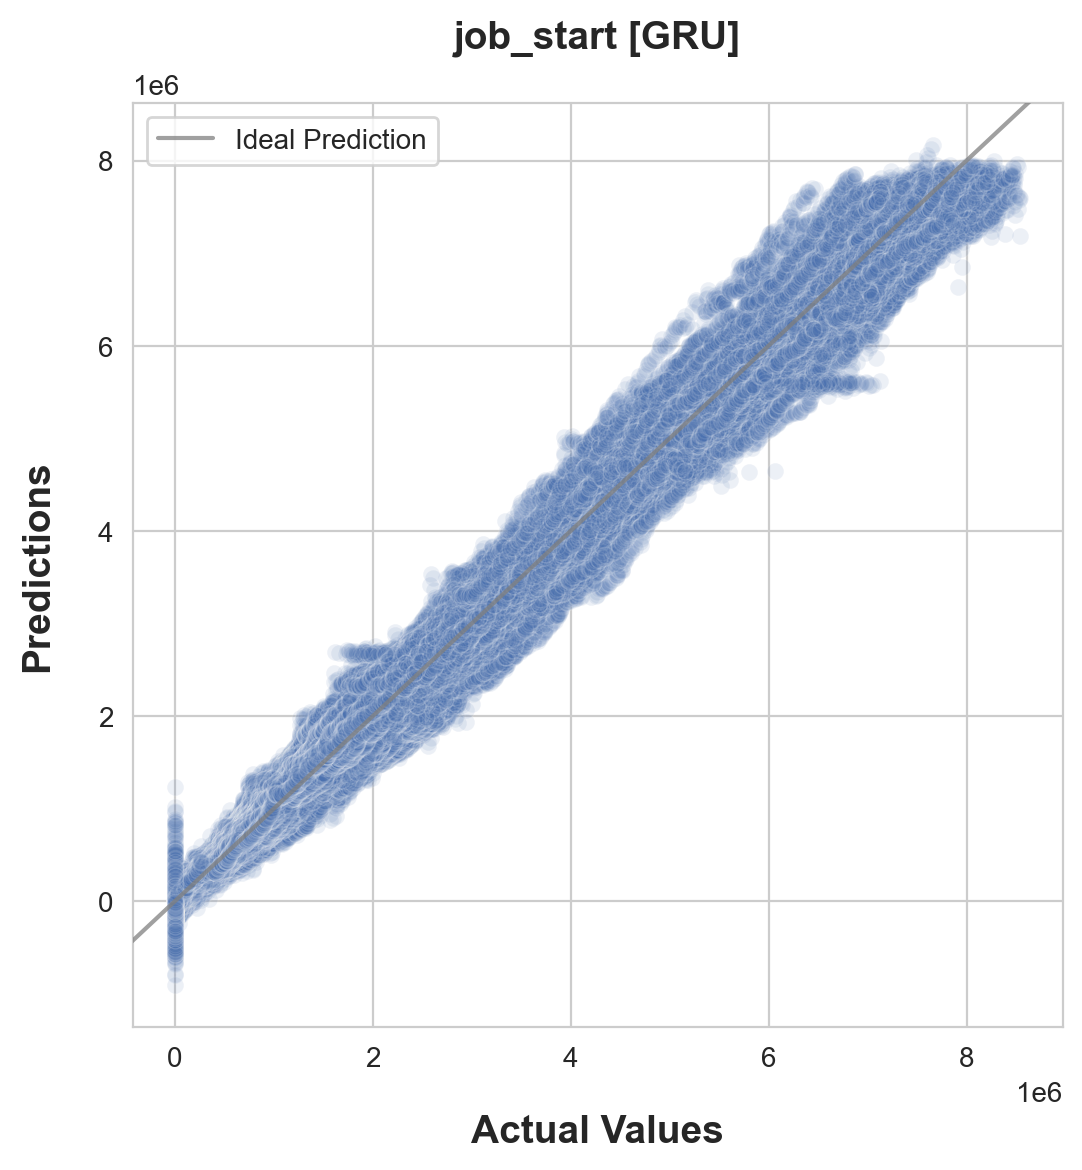 job_start [GRU]
1e6
Ideal Prediction
8
6
4
2
0
Predictions
0 2 4 6 8
1e6
Actual Values